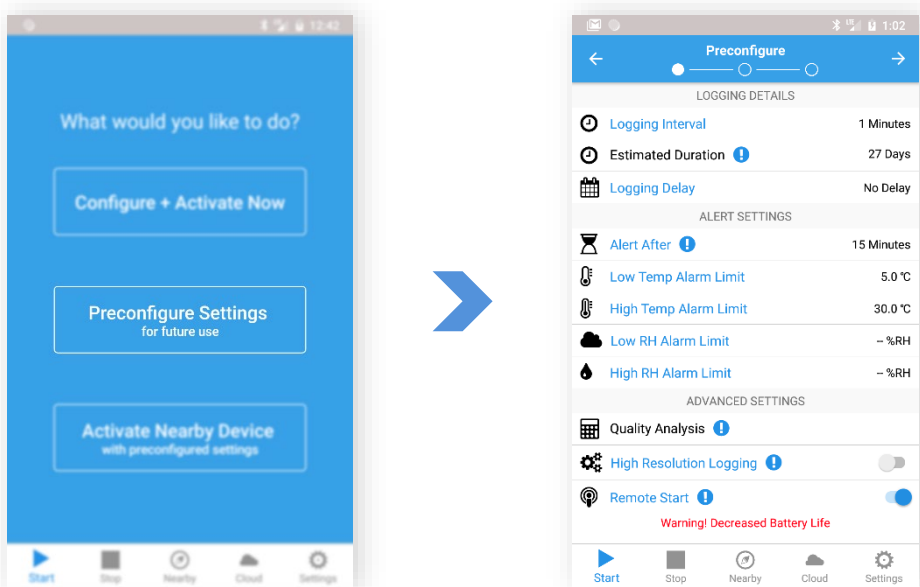 12:42
What would you like to do?
Configure + Activate Now
Preconfigure Settings
for future use
Activate Nearby Device
with preconfigured settings
Start Stop Nearby Cloud Settings
1:02
Preconfigure
LOGGING DETAILS
Logging Interval 1 Minutes
Estimated Duration 27 Days
Logging Delay No Delay
ALERT SETTINGS
Alert After 15 Minutes
Low Temp Alarm Limit 5.0 °C
High Temp Alarm Limit 30.0 °C
Low RH Alarm Limit -- %RH
High RH Alarm Limit -- %RH
ADVANCED SETTINGS
Quality Analysis
High Resolution Logging
Remote Start
Warning! Decreased Battery Life
Start Stop Nearby Cloud Settings